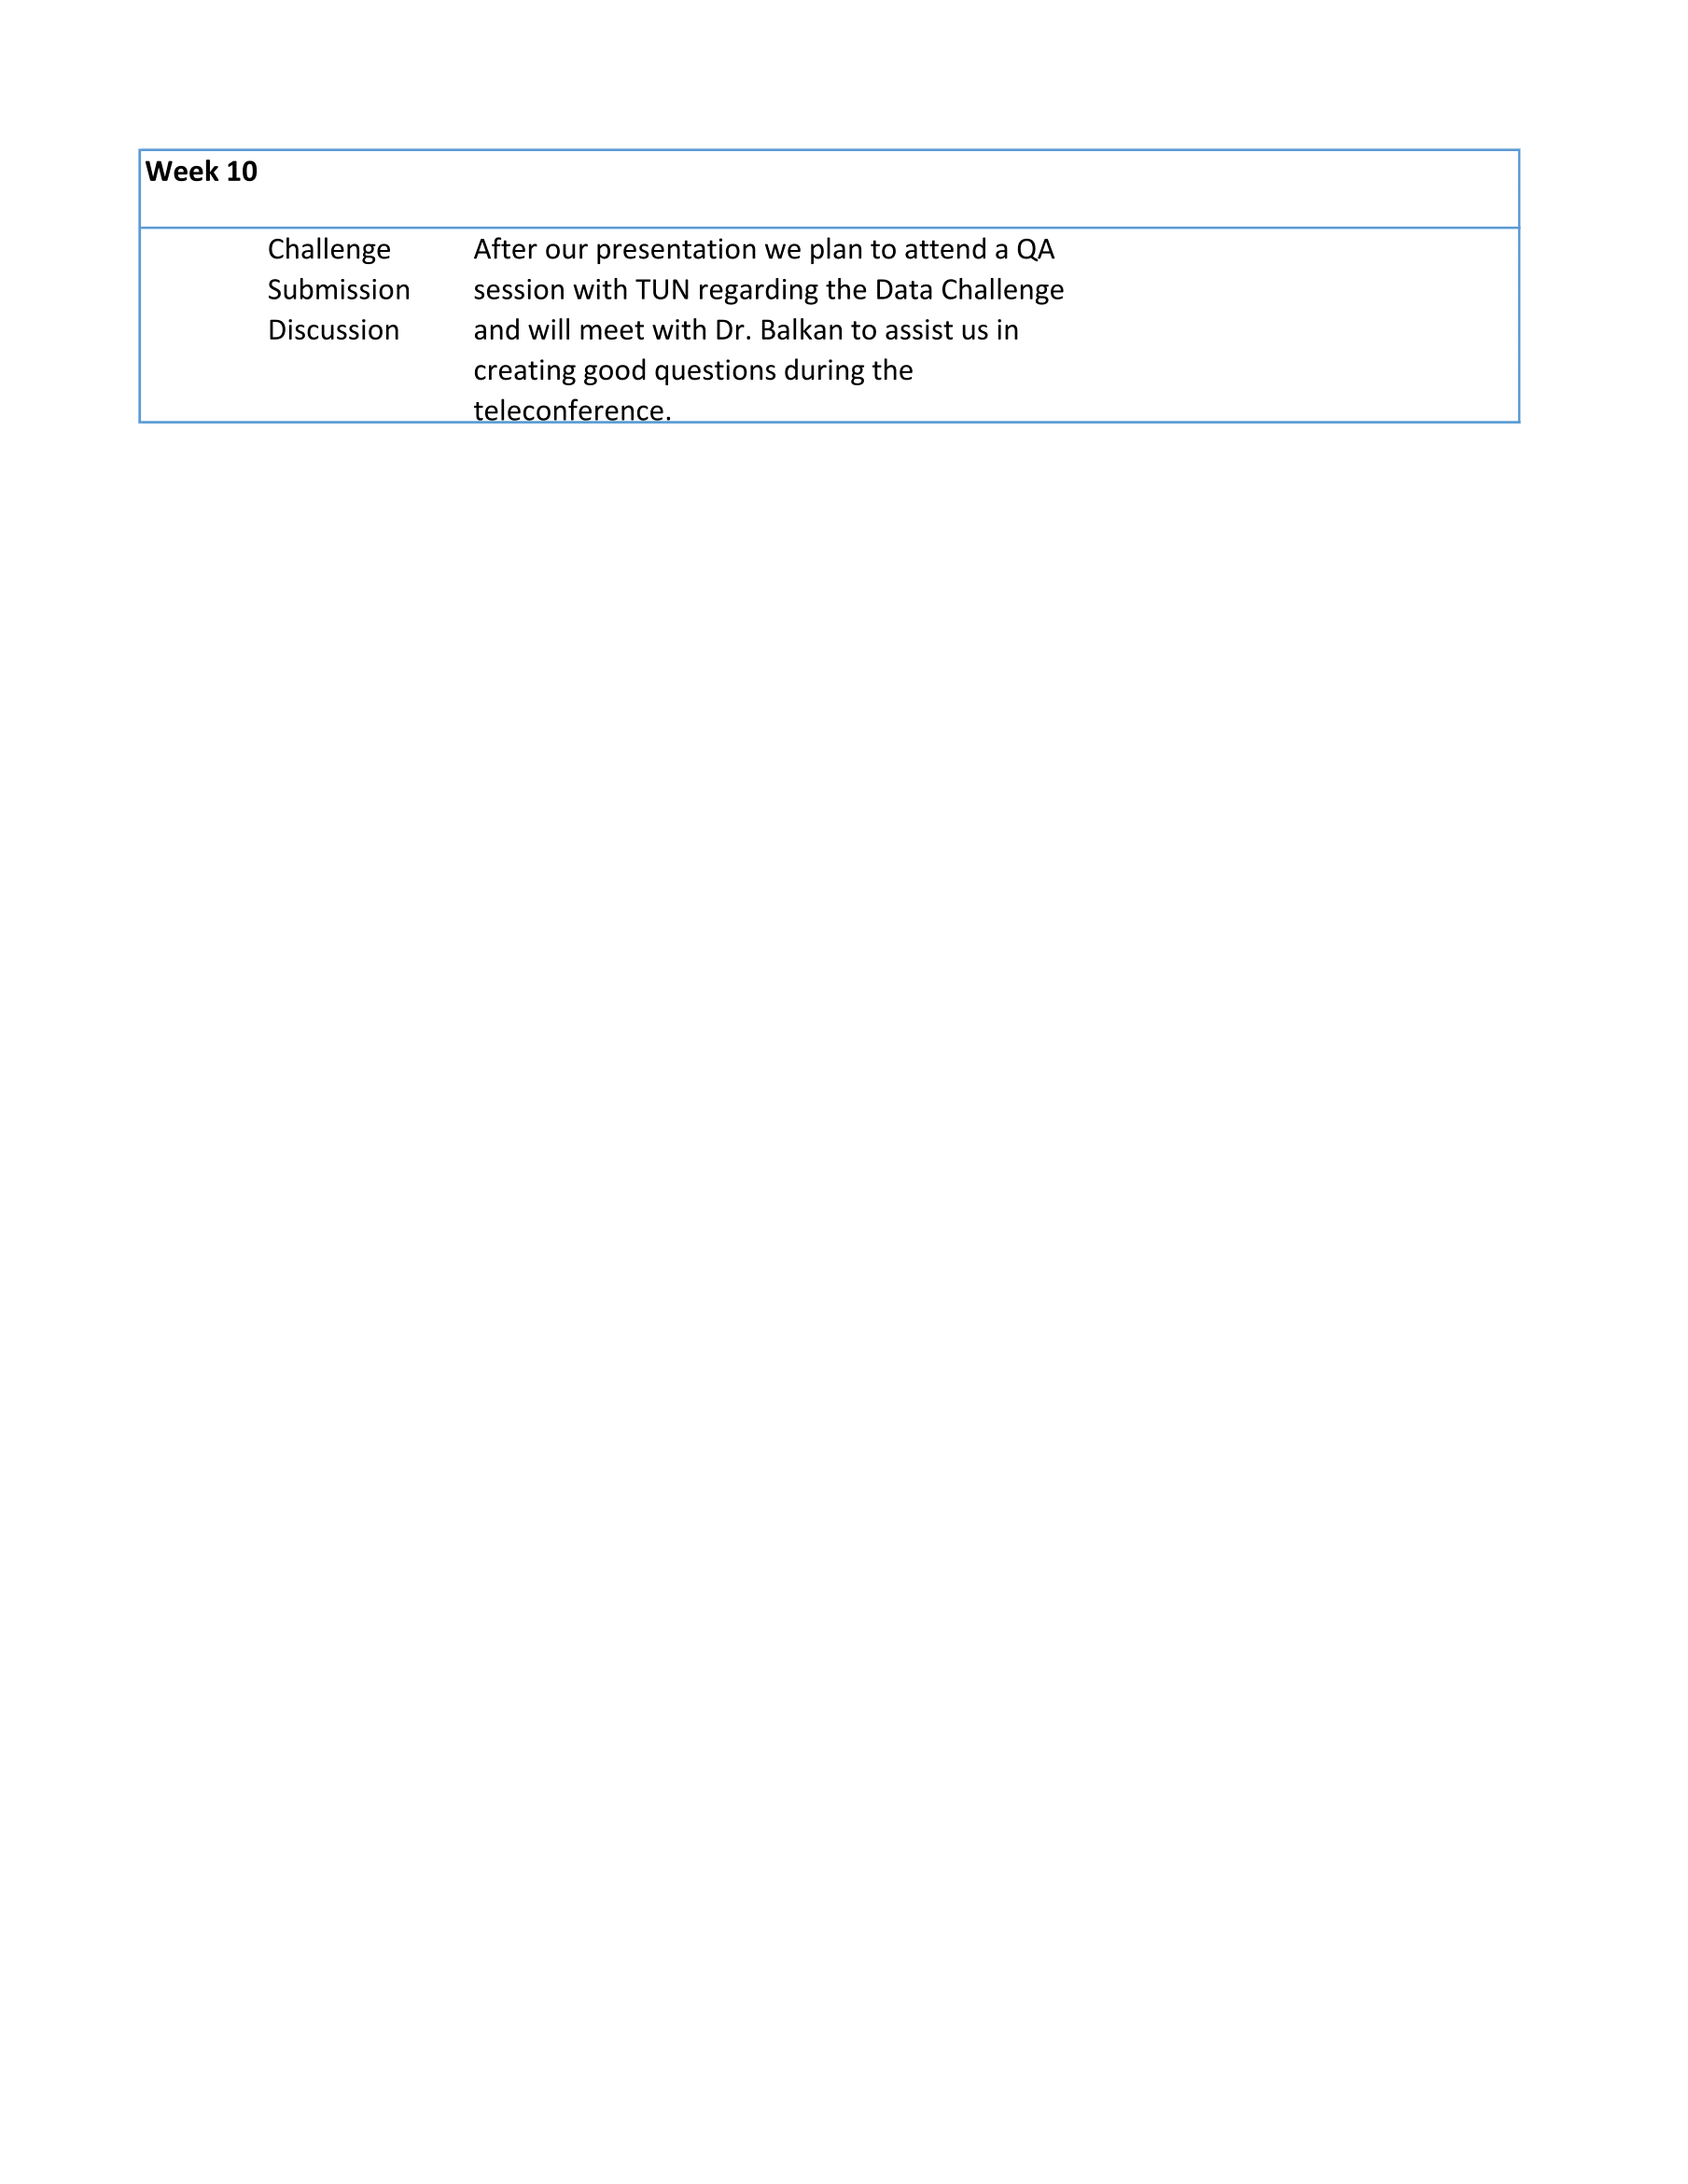 Week 10
Challenge
Submission
Discussion
After our presentation we plan to attend a QA
session with TUN regarding the Data Challenge
and will meet with Dr. Balkan to assist us in
creating good questions during the
teleconference.